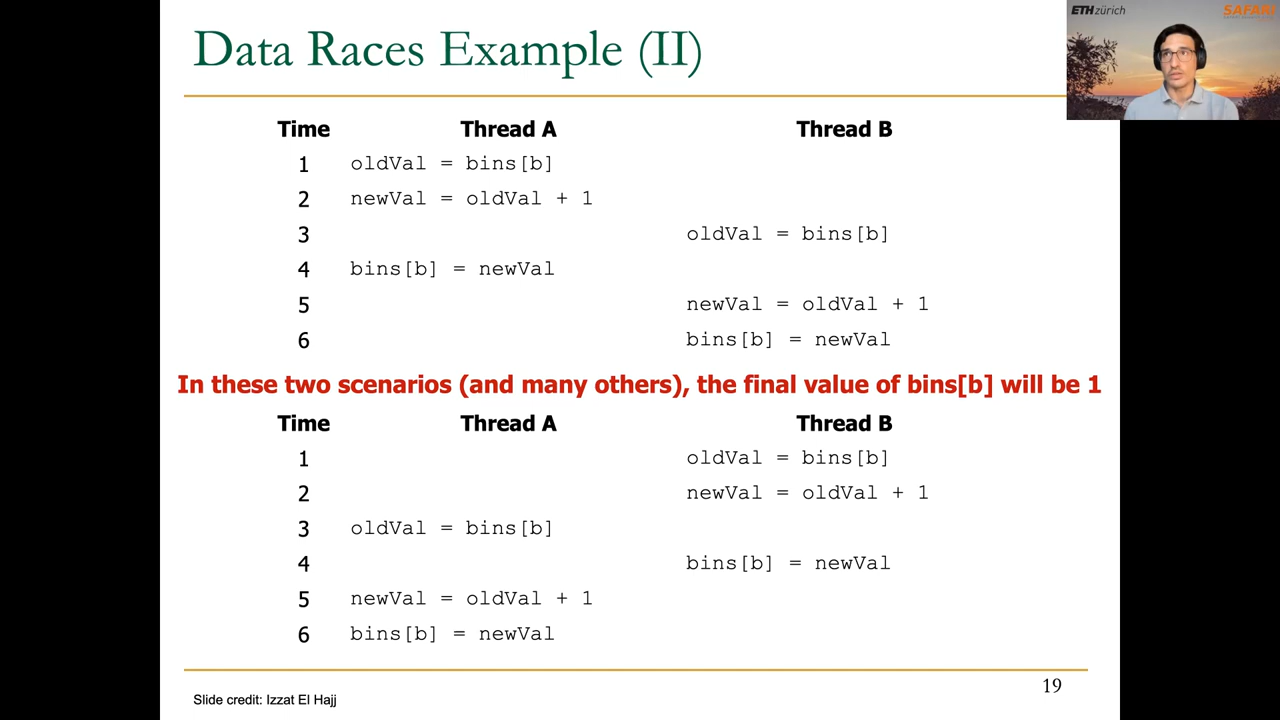 Data Races Example (II)
ETH zürich
SAFARI
Time Thread A Thread B
1 oldVal = bins[b]
2 newVal = oldVal + 1
3 oldVal = bins[b]
4 bins[b] = newVal
5 newVal = oldVal + 1
6 bins[b] = newVal
In these two scenarios (and many others), the final value of bins[b] will be 1
Time Thread A Thread B
1 oldVal = bins[b]
2 newVal = oldVal + 1
3 oldVal = bins[b]
4 bins[b] = newVal
5 newVal = oldVal + 1
6 bins[b] = newVal
Slide credit: Izzat El Hajj
19